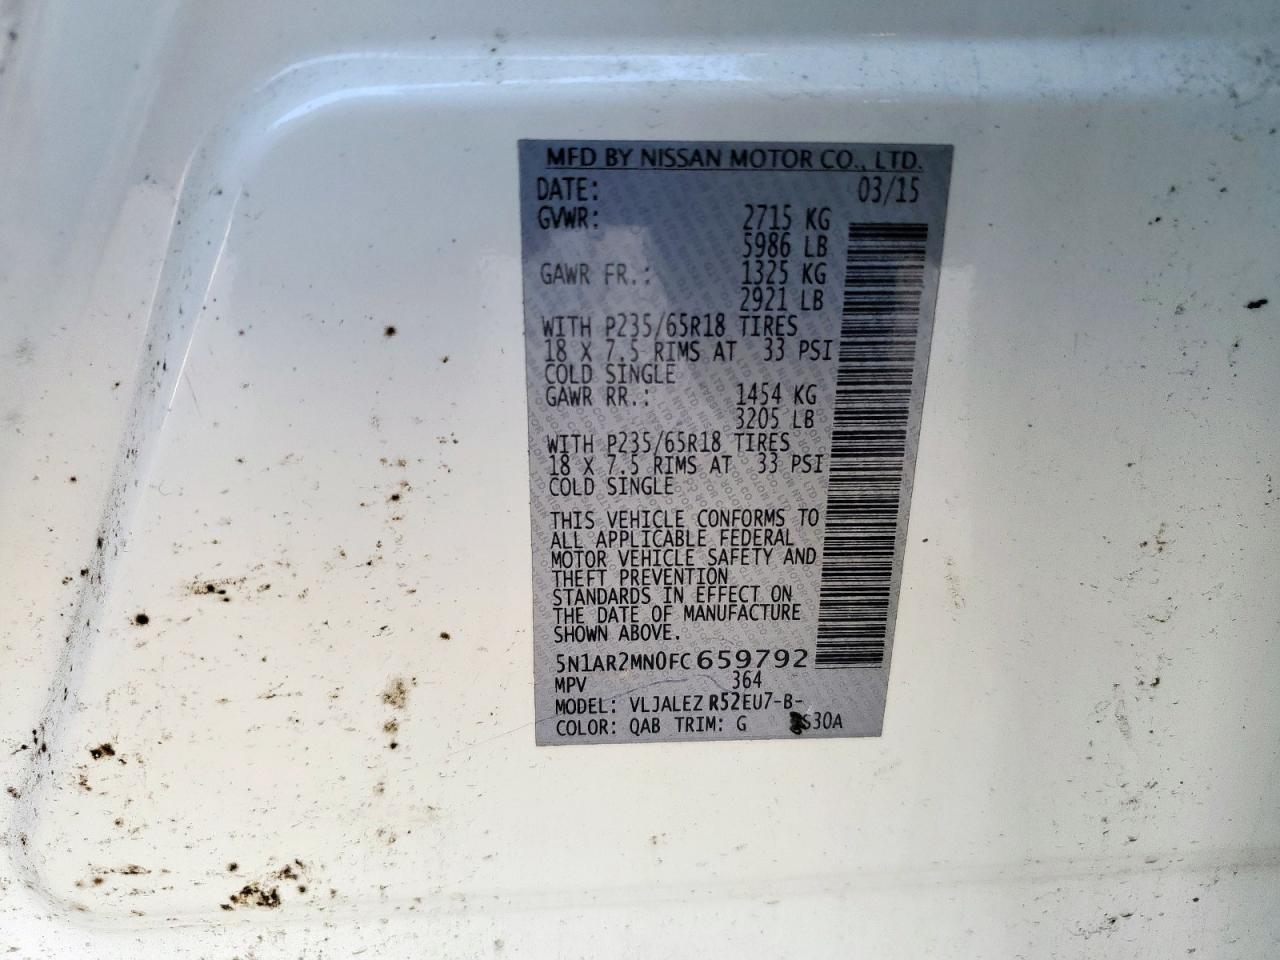 MFD BY NISSAN MOTOR CO., LTD.
DATE: 03/15
GVWR: 2715 KG
5986 LB
GAWR FR.: 1325 KG
2921 LB
WITH P235/65R18 TIRES
18 X 7.5 RIMS AT 33 PSI
COLD SINGLE
GAWR RR.: 1454 KG
3205 LB
WITH P235/65R18 TIRES
18 X 7.5 RIMS AT 33 PSI
COLD SINGLE
THIS VEHICLE CONFORMS TO
ALL APPLICABLE FEDERAL
MOTOR VEHICLE SAFETY AND
THEFT PREVENTION
STANDARDS IN EFFECT ON
THE DATE OF MANUFACTURE
SHOWN ABOVE.
5N1AR2MN0FC659792
MPV 364
MODEL: VLJALEZ R52EU7-B-
COLOR: QAB TRIM: G